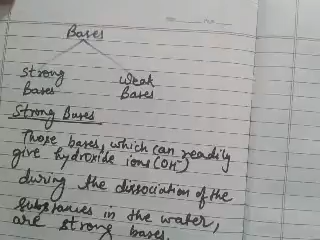 Bases
Strong Weak
Bases Bases
Strong Bases
Those bases, which can readily
give hydroxide ions (OH⁻)
during the dissociation of the
substances in the water,
are strong bases.